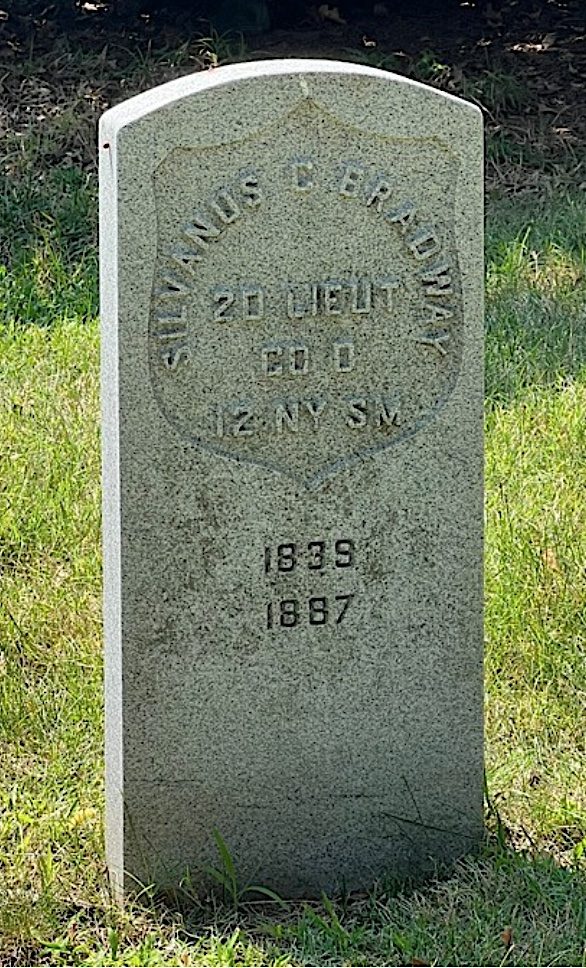 SILVANUS C BRADWAY
2D LIEUT
CO D
12 NY SM
1839
1887